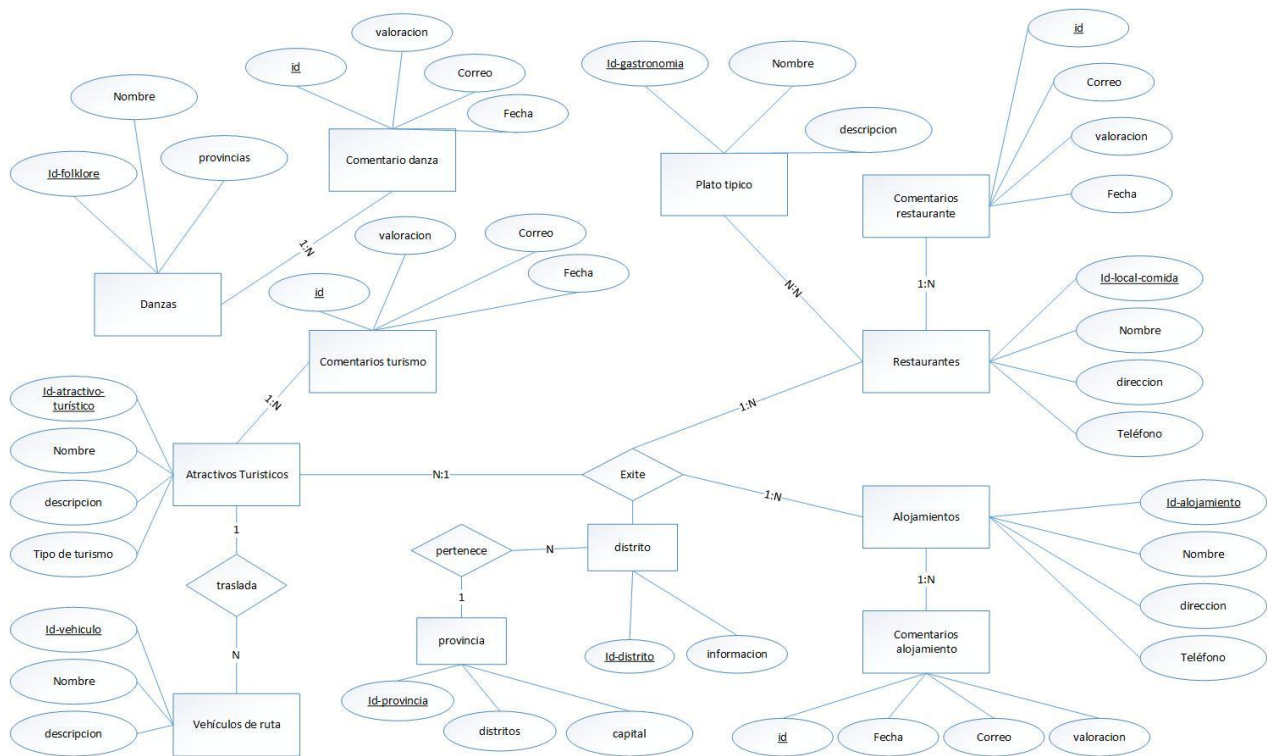 valoracion
id
Correo
Fecha
Comentario danza
Nombre
provincias
Id-folklore
Danzas
1:N
Id-gastronomia
Nombre
descripcion
Plato tipico
N:N
id
Correo
valoracion
Fecha
Comentarios
restaurante
1:N
valoracion
Correo
id
Fecha
Comentarios turismo
1:N
Id-local-comida
Nombre
direccion
Teléfono
Restaurantes
1:N
Id-atractivo-
turístico
Nombre
descripcion
Tipo de turismo
Atractivos Turisticos
N:1
Exite
1:N
Alojamientos
Id-alojamiento
Nombre
direccion
Teléfono
1:N
1
traslada
N
pertenece
N
distrito
1
provincia
Id-distrito
informacion
Id-provincia
distritos
capital
Id-vehiculo
Nombre
descripcion
Vehículos de ruta
Comentarios
alojamiento
id
Fecha
Correo
valoracion